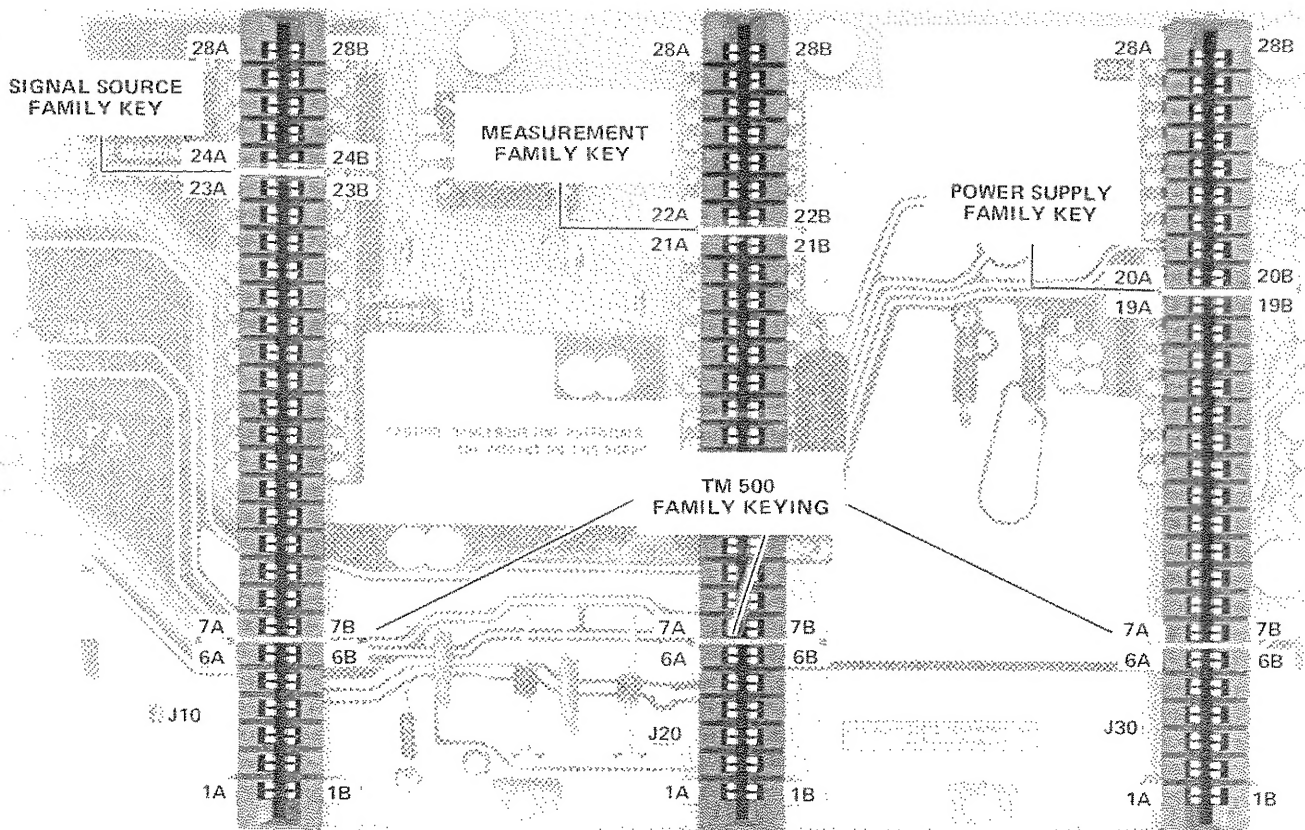 28A 28B 28A 28B 28A 28B
SIGNAL SOURCE
FAMILY KEY
MEASUREMENT
FAMILY KEY
24A 24B
23A 23B
POWER SUPPLY
FAMILY KEY
22A 22B
21A 21B
20A 20B
19A 19B
TM 500
FAMILY KEYING
7A 7B 7A 7B 7A 7B
6A 6B 6A 6B 6A 6B
J10 J20 J30
1A 1B 1A 1B 1A 1B